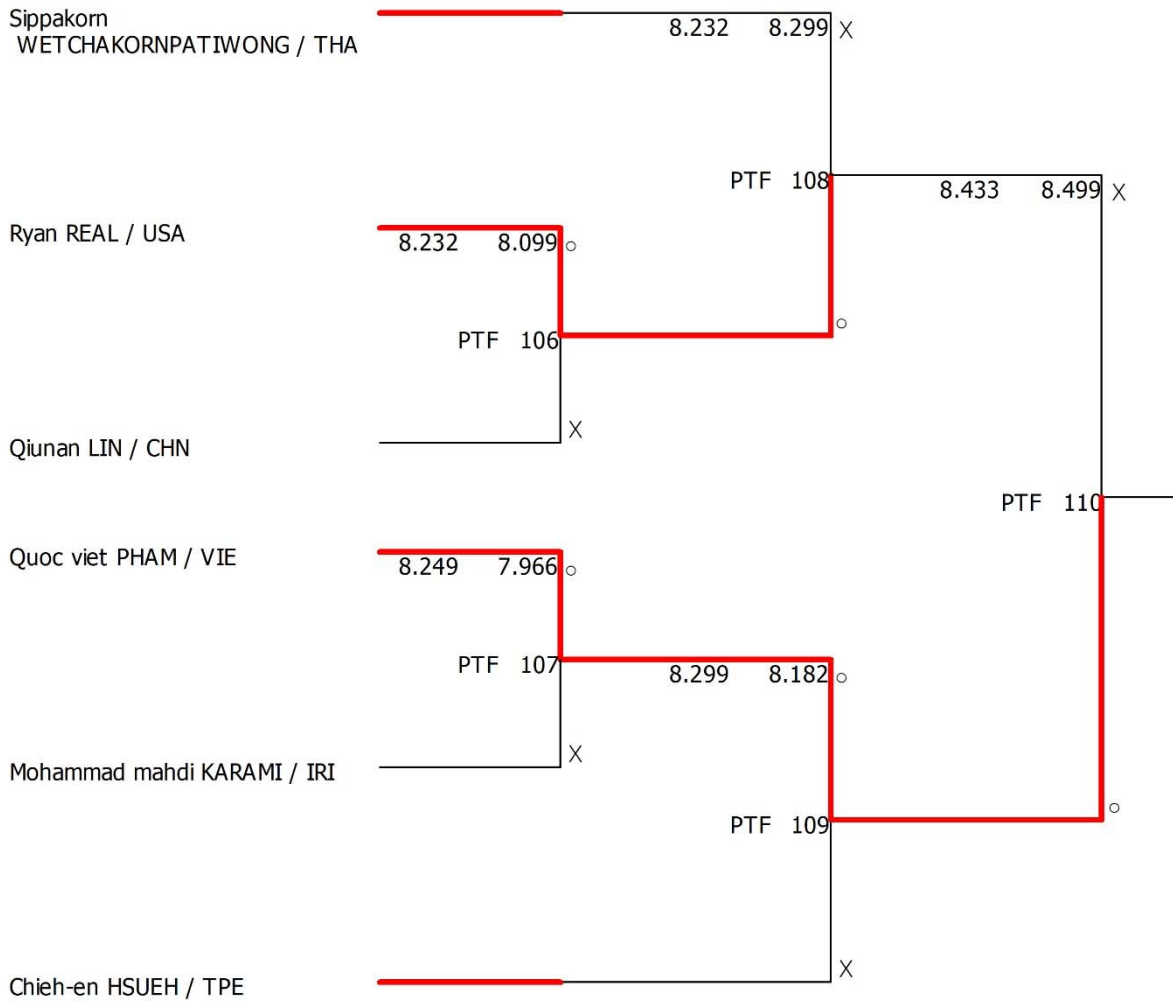 Sippakorn
WETCHAKORNPATIWONG / THA
8.232 8.299 X
PTF 108
8.433 8.499 X
Ryan REAL / USA
8.232 8.099 ○
○
PTF 106
X
Qiunan LIN / CHN
PTF 110
Quoc viet PHAM / VIE
8.249 7.966 ○
PTF 107
8.299 8.182 ○
X
Mohammad mahdi KARAMI / IRI
○
PTF 109
X
Chieh-en HSUEH / TPE